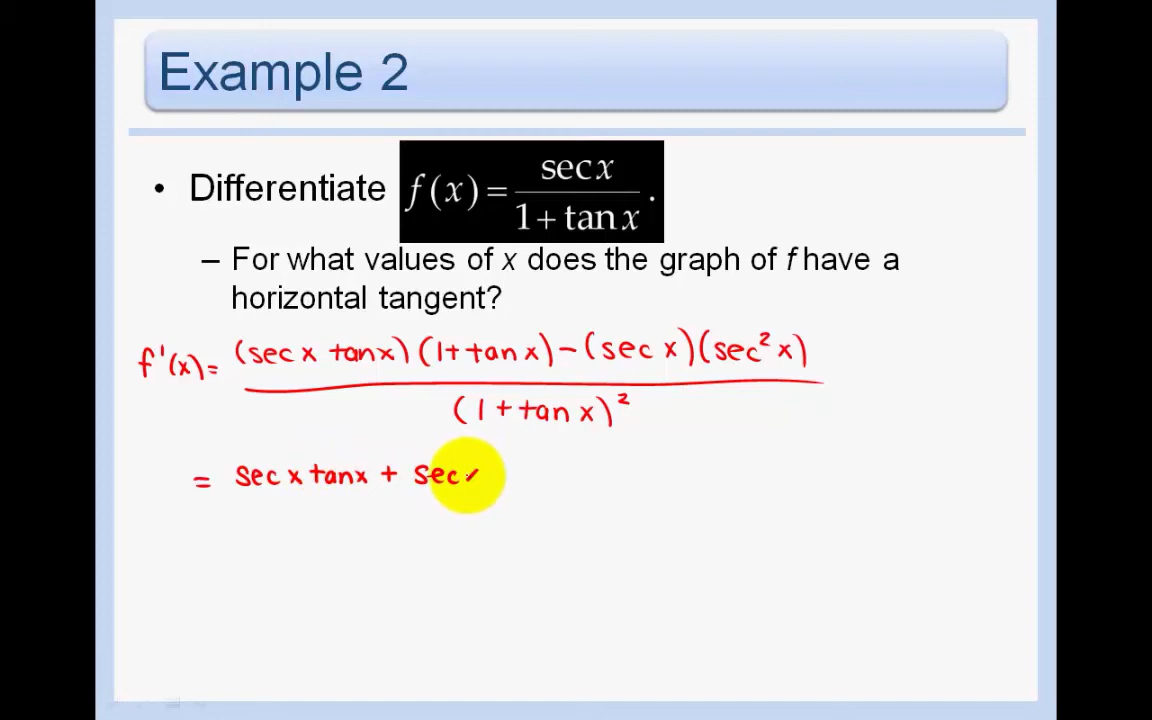 Example 2
• Differentiate f(x) = sec x / (1 + tan x).
– For what values of x does the graph of f have a
horizontal tangent?
f'(x) = (sec x tan x)(1 + tan x) − (sec x)(sec² x)
(1 + tan x)²
= sec x tan x + sec